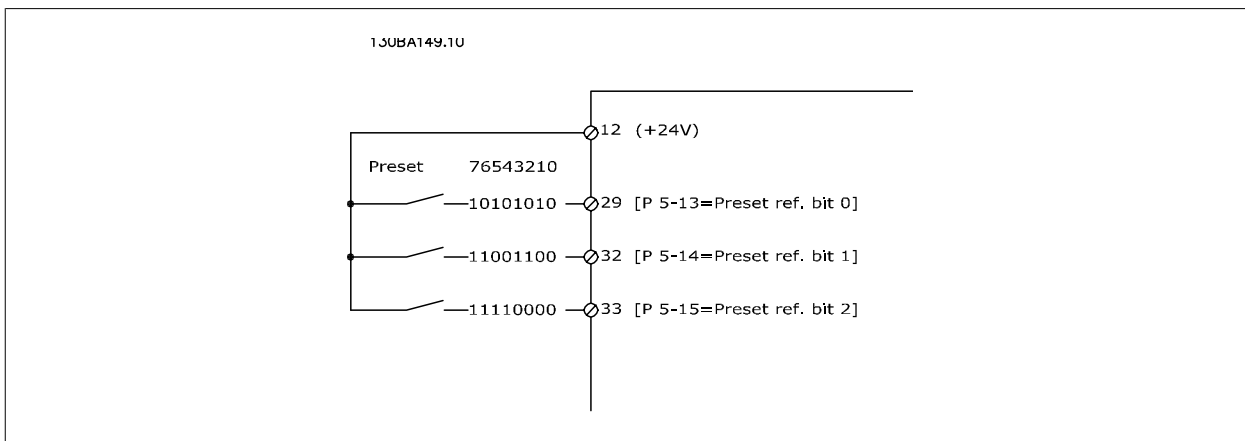 130BA149.10
12 (+24V)
Preset 76543210
10101010 29 [P 5-13=Preset ref. bit 0]
11001100 32 [P 5-14=Preset ref. bit 1]
11110000 33 [P 5-15=Preset ref. bit 2]